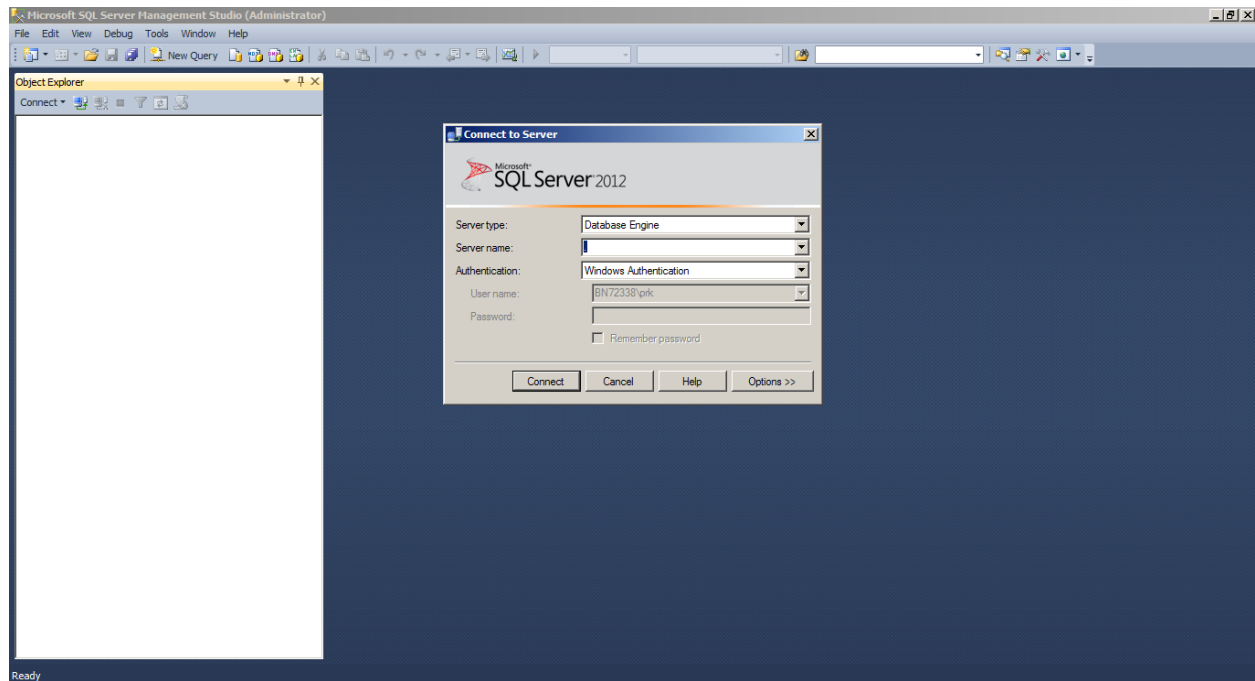 Microsoft SQL Server Management Studio (Administrator)
File Edit View Debug Tools Window Help
New Query
Object Explorer
Connect
Connect to Server
Microsoft®
SQL Server 2012
Server type: Database Engine
Server name:
Authentication: Windows Authentication
User name: BN72338\prk
Password:
Remember password
Connect Cancel Help Options >>
Ready